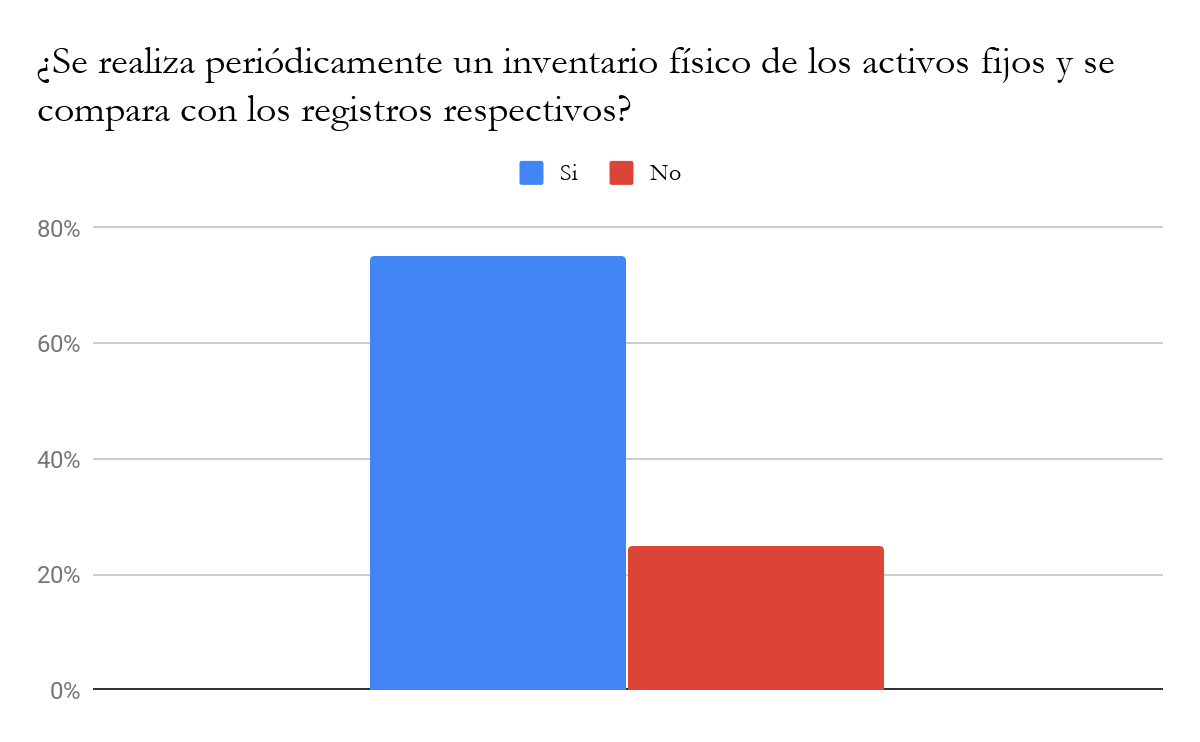 ¿Se realiza periódicamente un inventario físico de los activos fijos y se
compara con los registros respectivos?
Si No
80%
60%
40%
20%
0%